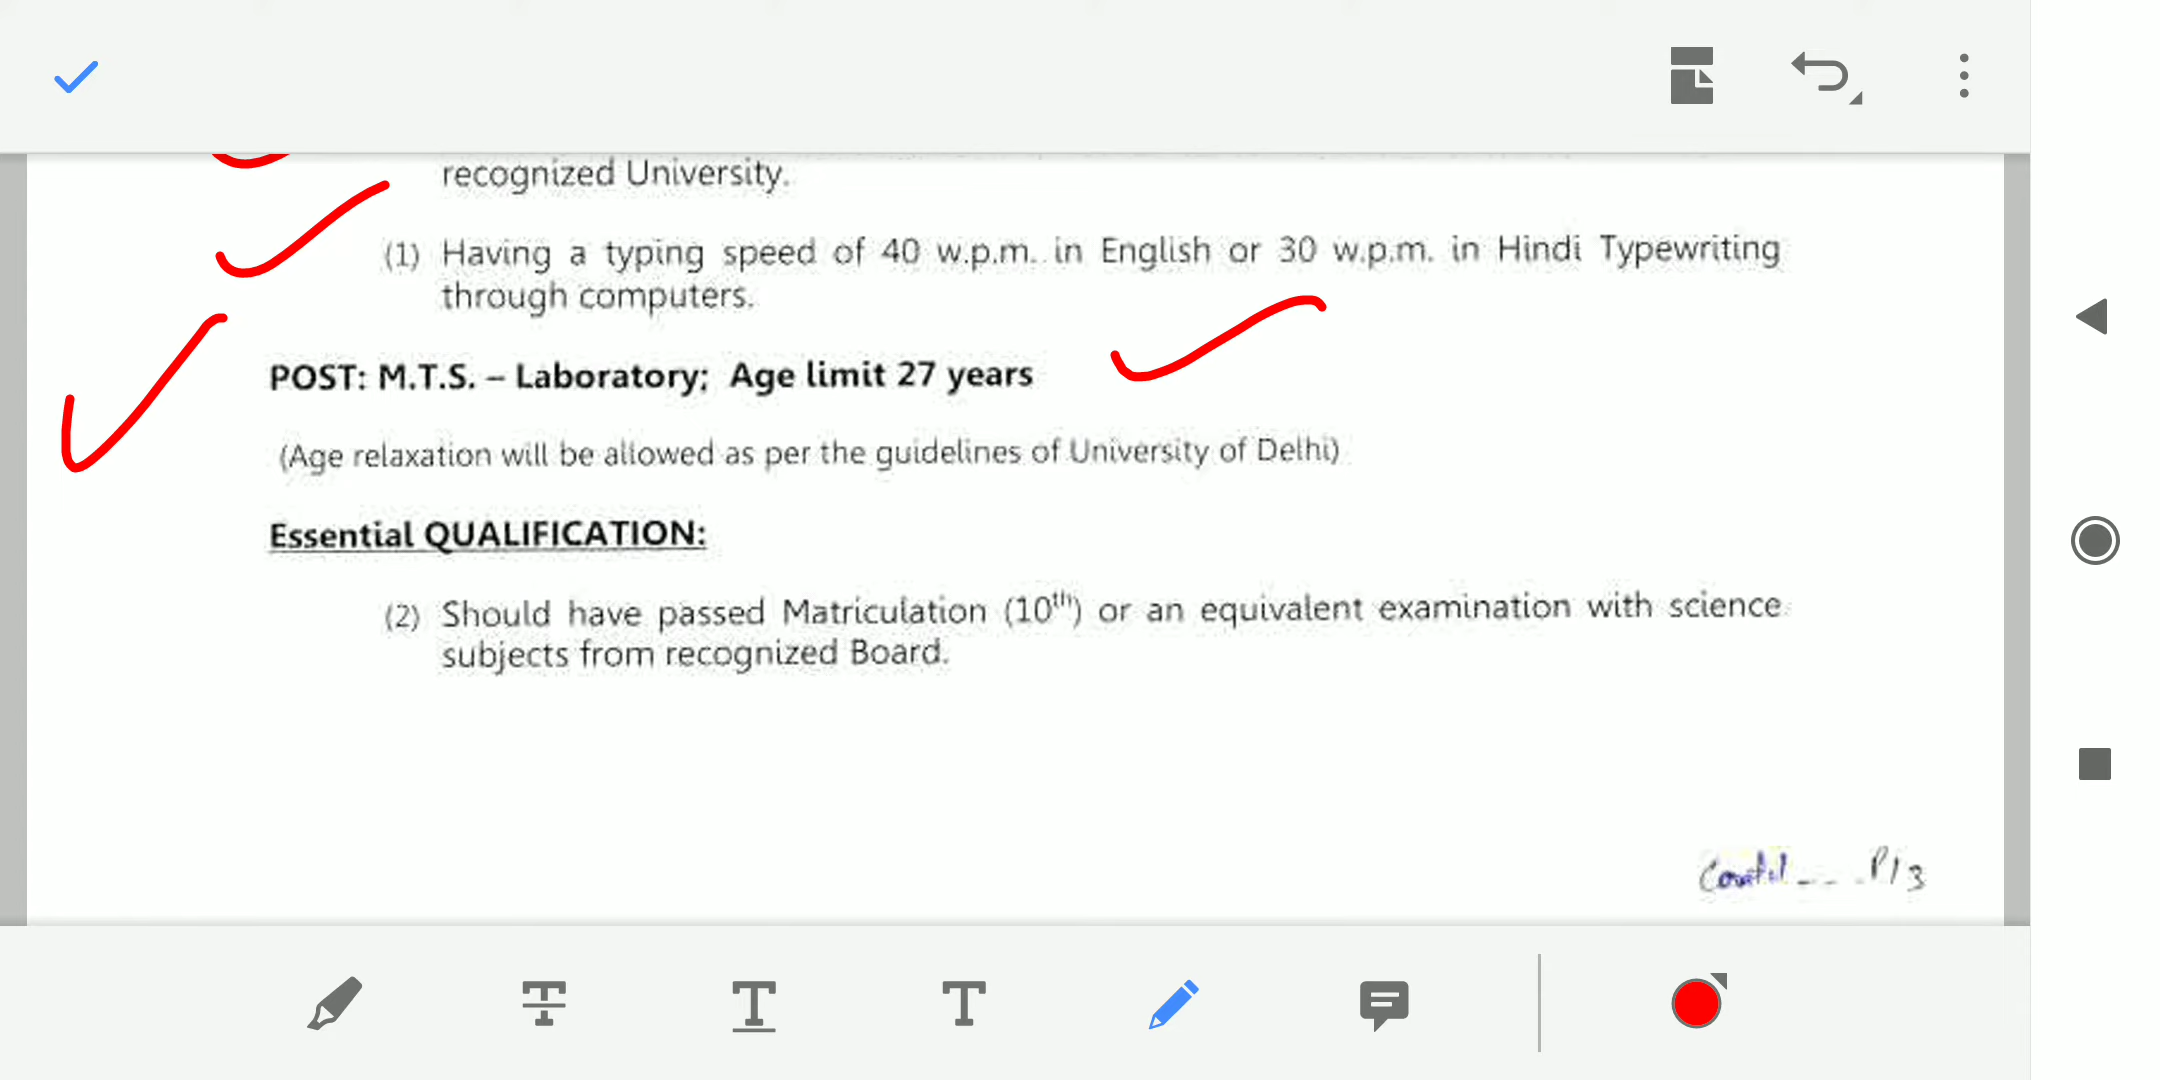 recognized University.
(1) Having a typing speed of 40 w.p.m. in English or 30 w.p.m. in Hindi Typewriting
through computers.
POST: M.T.S. – Laboratory; Age limit 27 years
(Age relaxation will be allowed as per the guidelines of University of Delhi)
Essential QUALIFICATION:
(2) Should have passed Matriculation (10th) or an equivalent examination with science
subjects from recognized Board.
Contd--- P/3